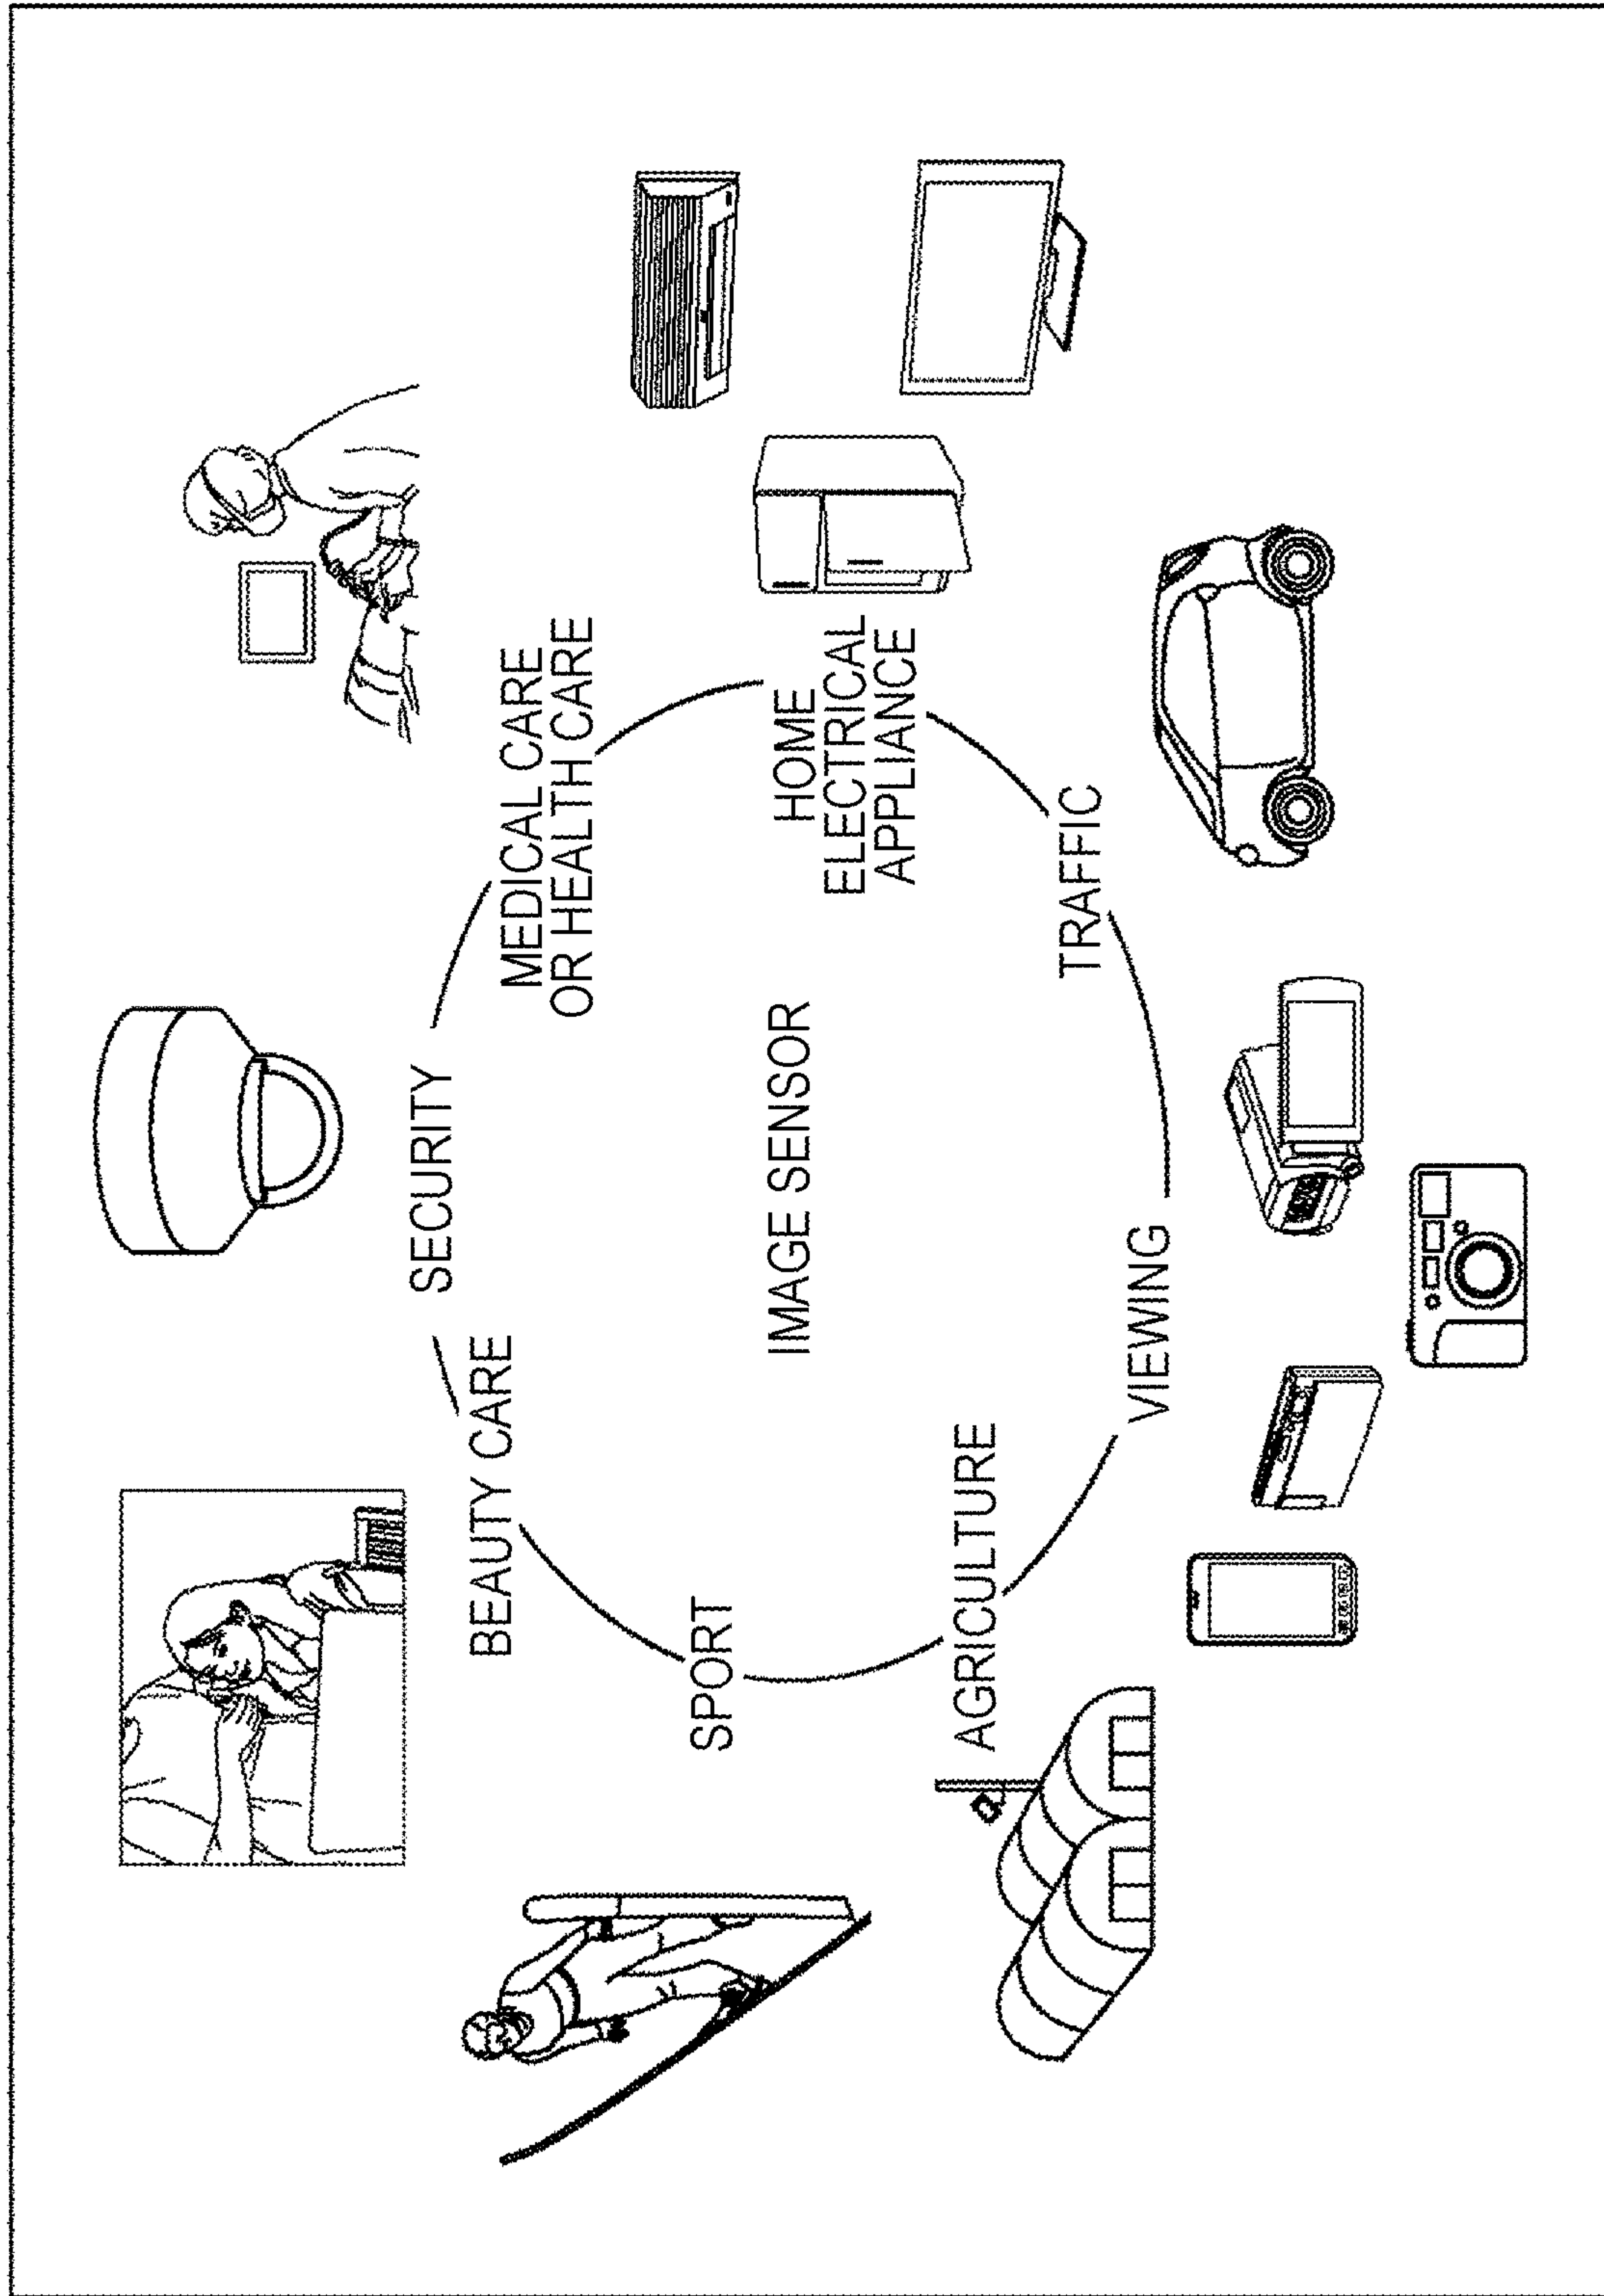 SECURITY
BEAUTY CARE
MEDICAL CARE
OR HEALTH CARE
SPORT
IMAGE SENSOR
HOME
ELECTRICAL
APPLIANCE
AGRICULTURE
TRAFFIC
VIEWING